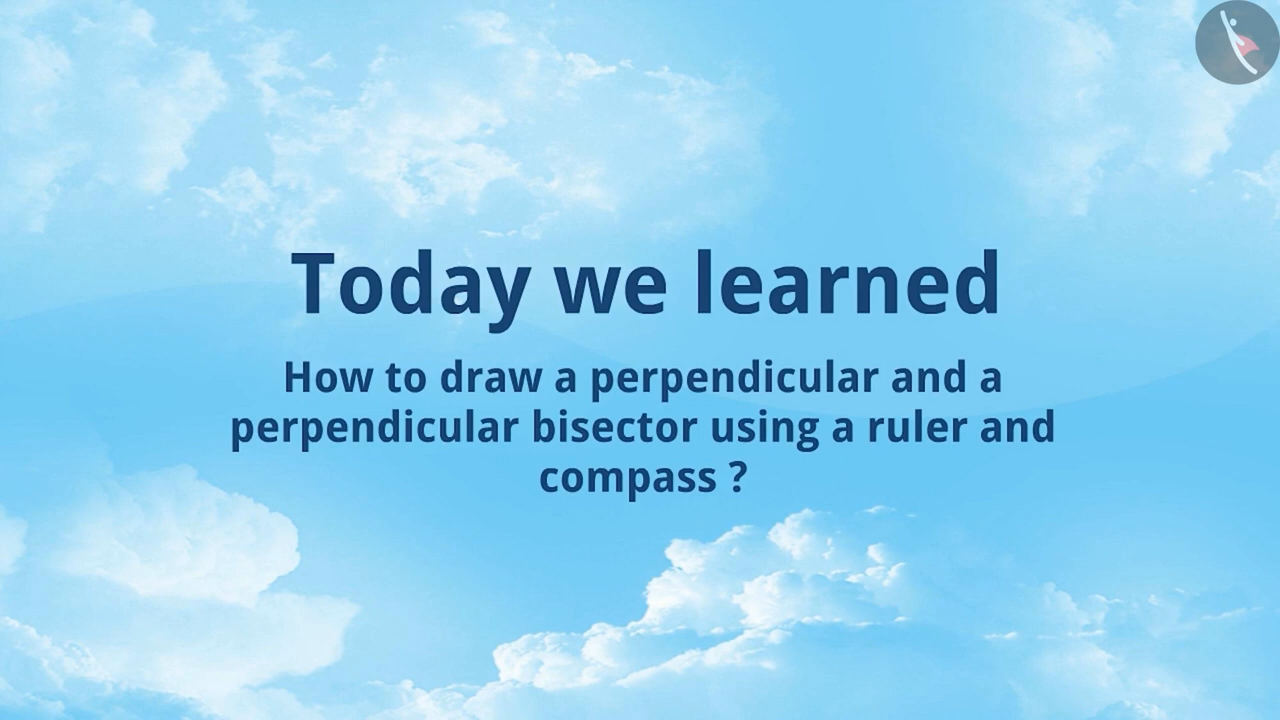 Today we learned
How to draw a perpendicular and a
perpendicular bisector using a ruler and
compass ?